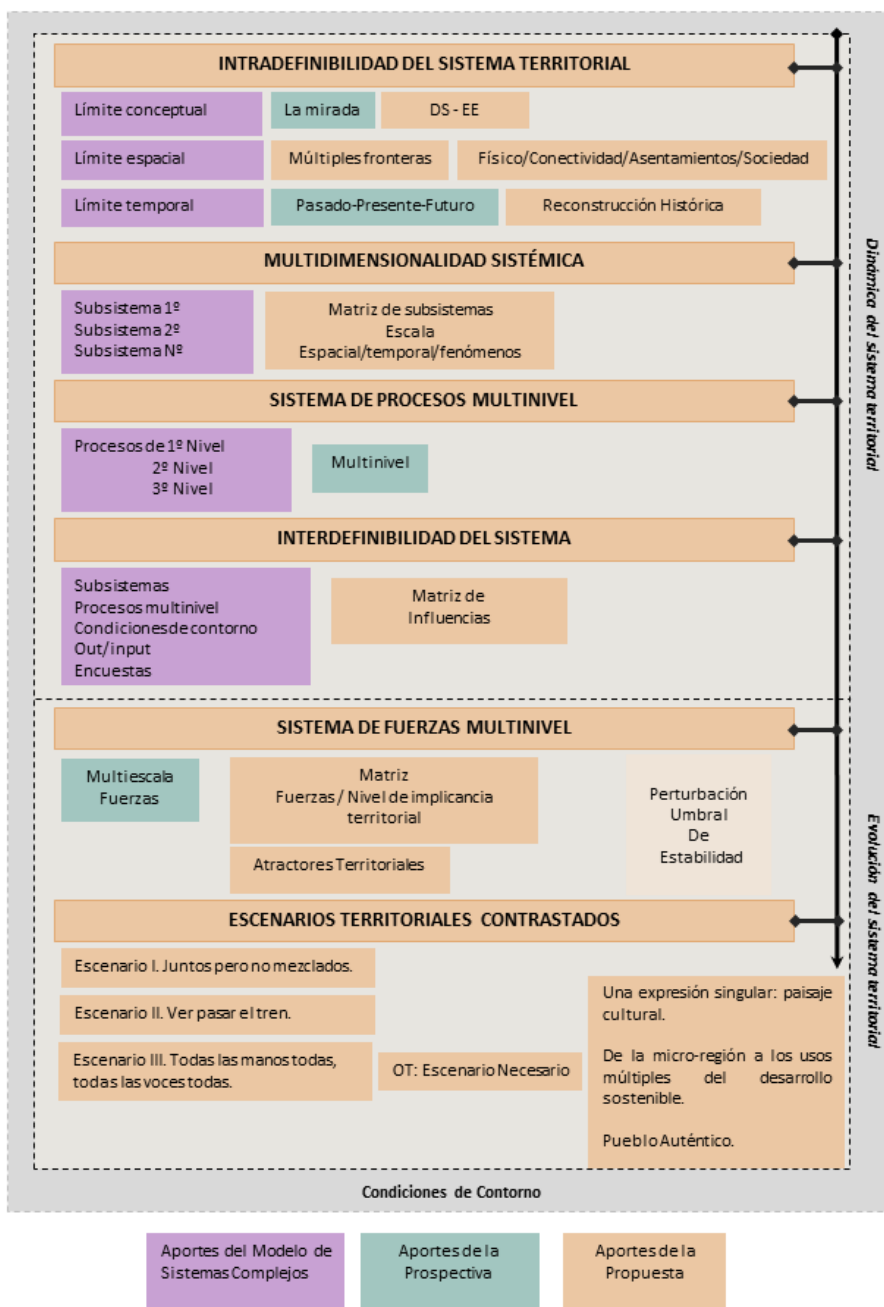 INTRADEFINIBILIDAD DEL SISTEMA TERRITORIAL
Límite conceptual
La mirada
DS - EE
Límite espacial
Múltiples fronteras
Físico/Conectividad/Asentamientos/Sociedad
Límite temporal
Pasado-Presente-Futuro
Reconstrucción Histórica
MULTIDIMENSIONALIDAD SISTÉMICA
Subsistema 1º
Subsistema 2º
Subsistema Nº
Matriz de subsistemas
Escala
Espacial/temporal/fenómenos
SISTEMA DE PROCESOS MULTINIVEL
Procesos de 1º Nivel
2º Nivel
3º Nivel
Multinivel
INTERDEFINIBILIDAD DEL SISTEMA
Subsistemas
Procesos multinivel
Condiciones de contorno
Out/input
Encuestas
Matriz de
Influencias
Dinámica del sistema territorial
SISTEMA DE FUERZAS MULTINIVEL
Multiescala
Fuerzas
Matriz
Fuerzas / Nivel de implicancia
territorial
Atractores Territoriales
Perturbación
Umbral
De
Estabilidad
ESCENARIOS TERRITORIALES CONTRASTADOS
Escenario I. Juntos pero no mezclados.
Escenario II. Ver pasar el tren.
Escenario III. Todas las manos todas,
todas las voces todas.
OT: Escenario Necesario
Una expresión singular: paisaje
cultural.
De la micro-región a los usos
múltiples del desarrollo
sostenible.
Pueblo Auténtico.
Evolución del sistema territorial
Condiciones de Contorno
Aportes del Modelo de
Sistemas Complejos
Aportes de la
Prospectiva
Aportes de la
Propuesta